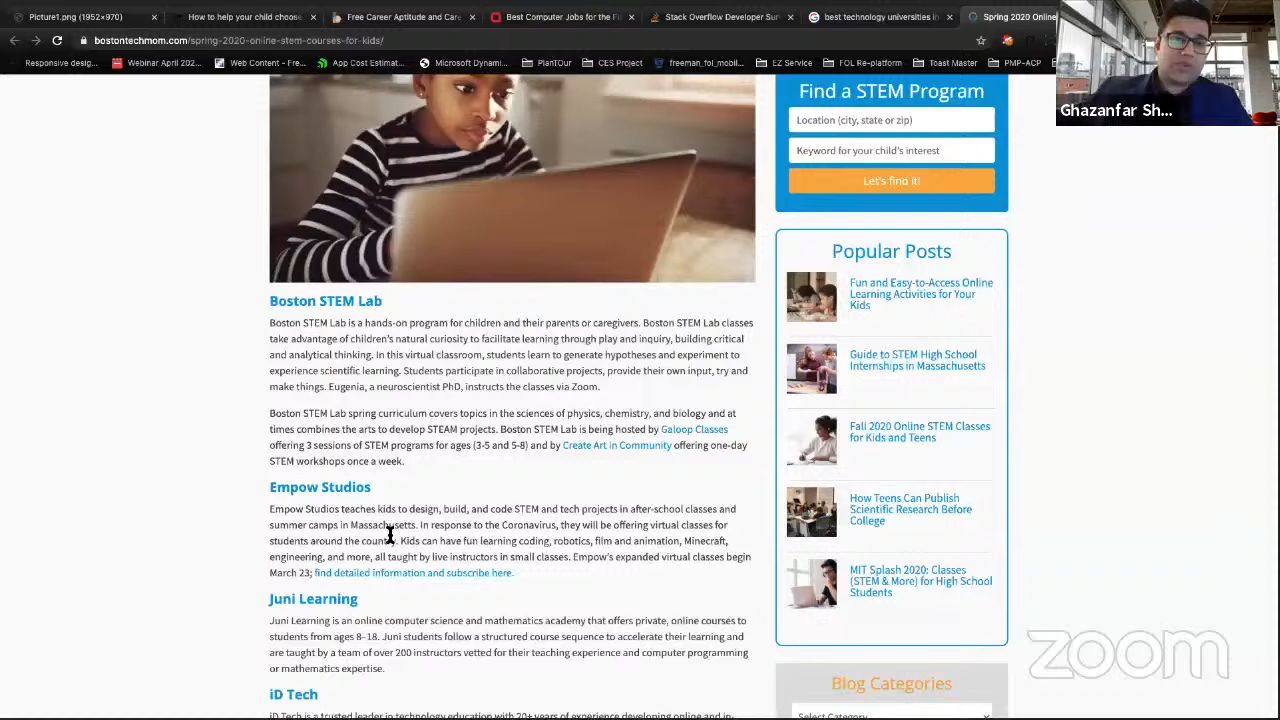 Picture1.png (1952×970)
How to help your child choose
Free Career Aptitude and Care
Best Computer Jobs for the Fu
Stack Overflow Developer Sur
best technology universities in
Spring 2020 Online
bostontechmom.com/spring-2020-online-stem-courses-for-kids/
Responsive desig...
Webinar April 202...
Web Content - Fre...
App Cost Estimat...
Microsoft Dynami...
PlanTOur
CES Project
freeman_fol_mobil...
EZ Service
FOL Re-platform
Toast Master
PMP-ACP
Ghazanfar Sh...
Find a STEM Program
Location (city, state or zip)
Keyword for your child's interest
Let's find it!
Popular Posts
Fun and Easy-to-Access Online
Learning Activities for Your
Kids
Guide to STEM High School
Internships in Massachusetts
Fall 2020 Online STEM Classes
for Kids and Teens
How Teens Can Publish
Scientific Research Before
College
MIT Splash 2020: Classes
(STEM & More) for High School
Students
Blog Categories
Select Category
Boston STEM Lab
Boston STEM Lab is a hands-on program for children and their parents or caregivers. Boston STEM Lab classes
take advantage of children's natural curiosity to facilitate learning through play and inquiry, building critical
and analytical thinking. In this virtual classroom, students learn to generate hypotheses and experiment to
experience scientific learning. Students participate in collaborative projects, provide their own input, try and
make things. Eugenia, a neuroscientist PhD, instructs the classes via Zoom.
Boston STEM Lab spring curriculum covers topics in the sciences of physics, chemistry, and biology and at
times combines the arts to develop STEAM projects. Boston STEM Lab is being hosted by Galoop Classes
offering 3 sessions of STEM programs for ages (3-5 and 5-8) and by Create Art in Community offering one-day
STEM workshops once a week.
Empow Studios
Empow Studios teaches kids to design, build, and code STEM and tech projects in after-school classes and
summer camps in Massachusetts. In response to the Coronavirus, they will be offering virtual classes for
students around the country. Kids can have fun learning coding, robotics, film and animation, Minecraft,
engineering, and more, all taught by live instructors in small classes. Empow's expanded virtual classes begin
March 23; find detailed information and subscribe here.
Juni Learning
Juni Learning is an online computer science and mathematics academy that offers private, online courses to
students from ages 8–18. Juni students follow a structured course sequence to accelerate their learning and
are taught by a team of over 200 instructors vetted for their teaching experience and computer programming
or mathematics expertise.
iD Tech
iD Tech is a trusted leader in technology education with 20+ years of experience developing online and in-
zoom